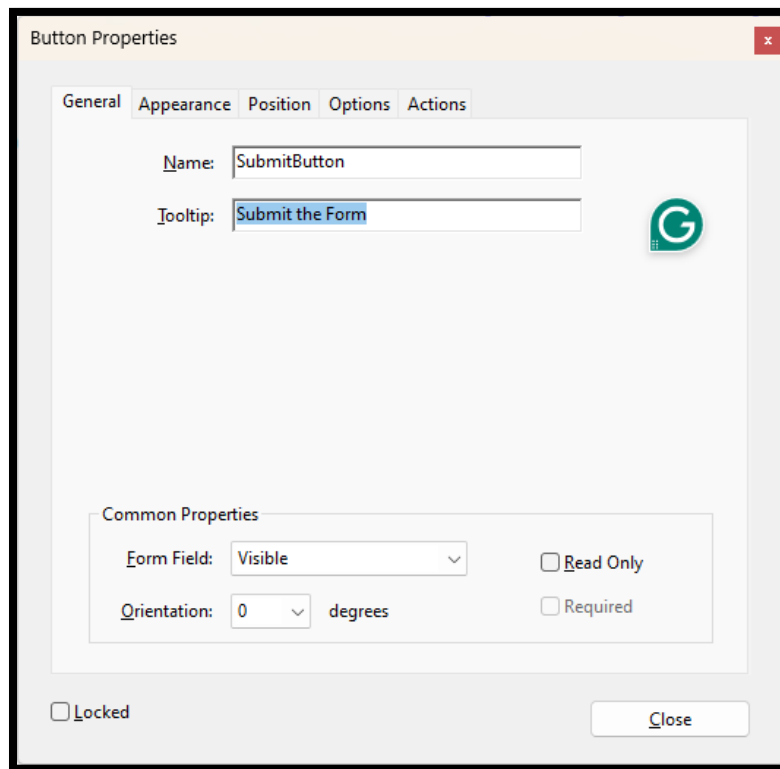 Button Properties
x
General Appearance Position Options Actions
Name: SubmitButton
Tooltip: Submit the Form
G
Common Properties
Form Field: Visible
Read Only
Orientation: 0 degrees
Required
Locked
Close